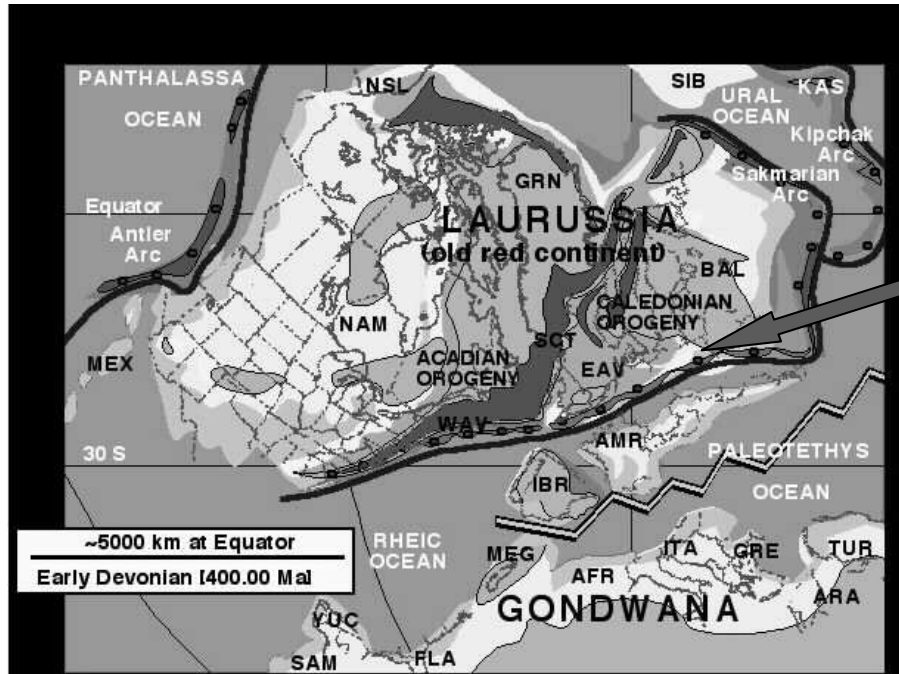 PANTHALASSA
OCEAN
NSL
SIB
URAL
OCEAN
KAS
Kipchak
Arc
Sakmarian
Arc
GRN
Equator
Antler
Arc
LAURUSSIA
(old red continent)
BAL
CALEDONIAN
OROGENY
NAM
SCT
MEX
ACADIAN
OROGENY
EAV
WAV
AMR
30 S
PALEOTETHYS
OCEAN
IBR
~5000 km at Equator
Early Devonian [400.00 Ma]
RHEIC
OCEAN
MEG
ITA
GRE
TUR
AFR
ARA
GONDWANA
YUC
SAM
FLA